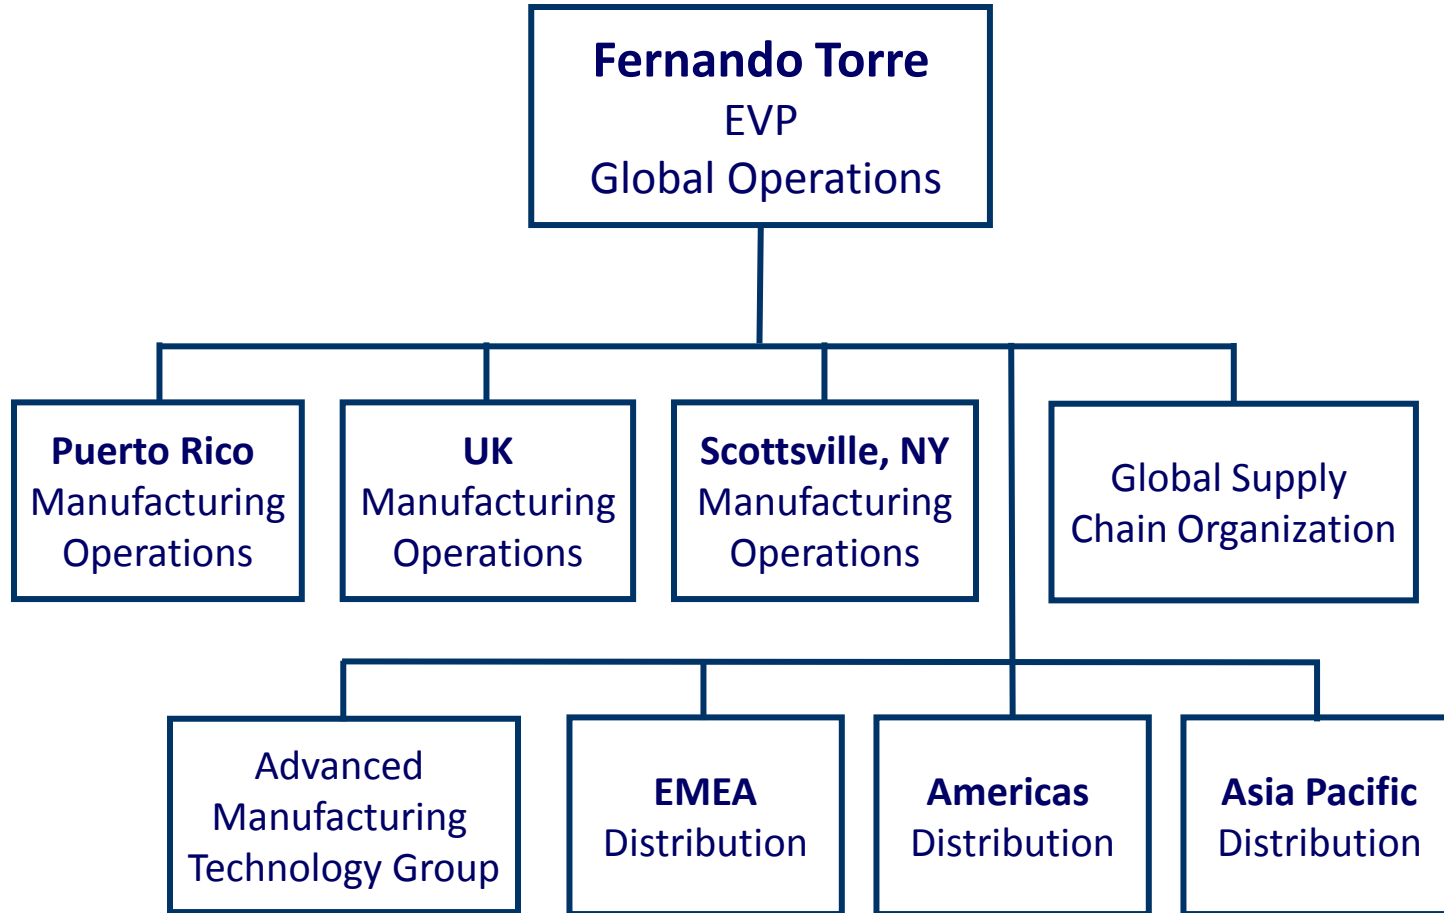 Fernando Torre
EVP
Global Operations
Puerto Rico
Manufacturing
Operations
UK
Manufacturing
Operations
Scottsville, NY
Manufacturing
Operations
Global Supply
Chain Organization
Advanced
Manufacturing
Technology Group
EMEA
Distribution
Americas
Distribution
Asia Pacific
Distribution